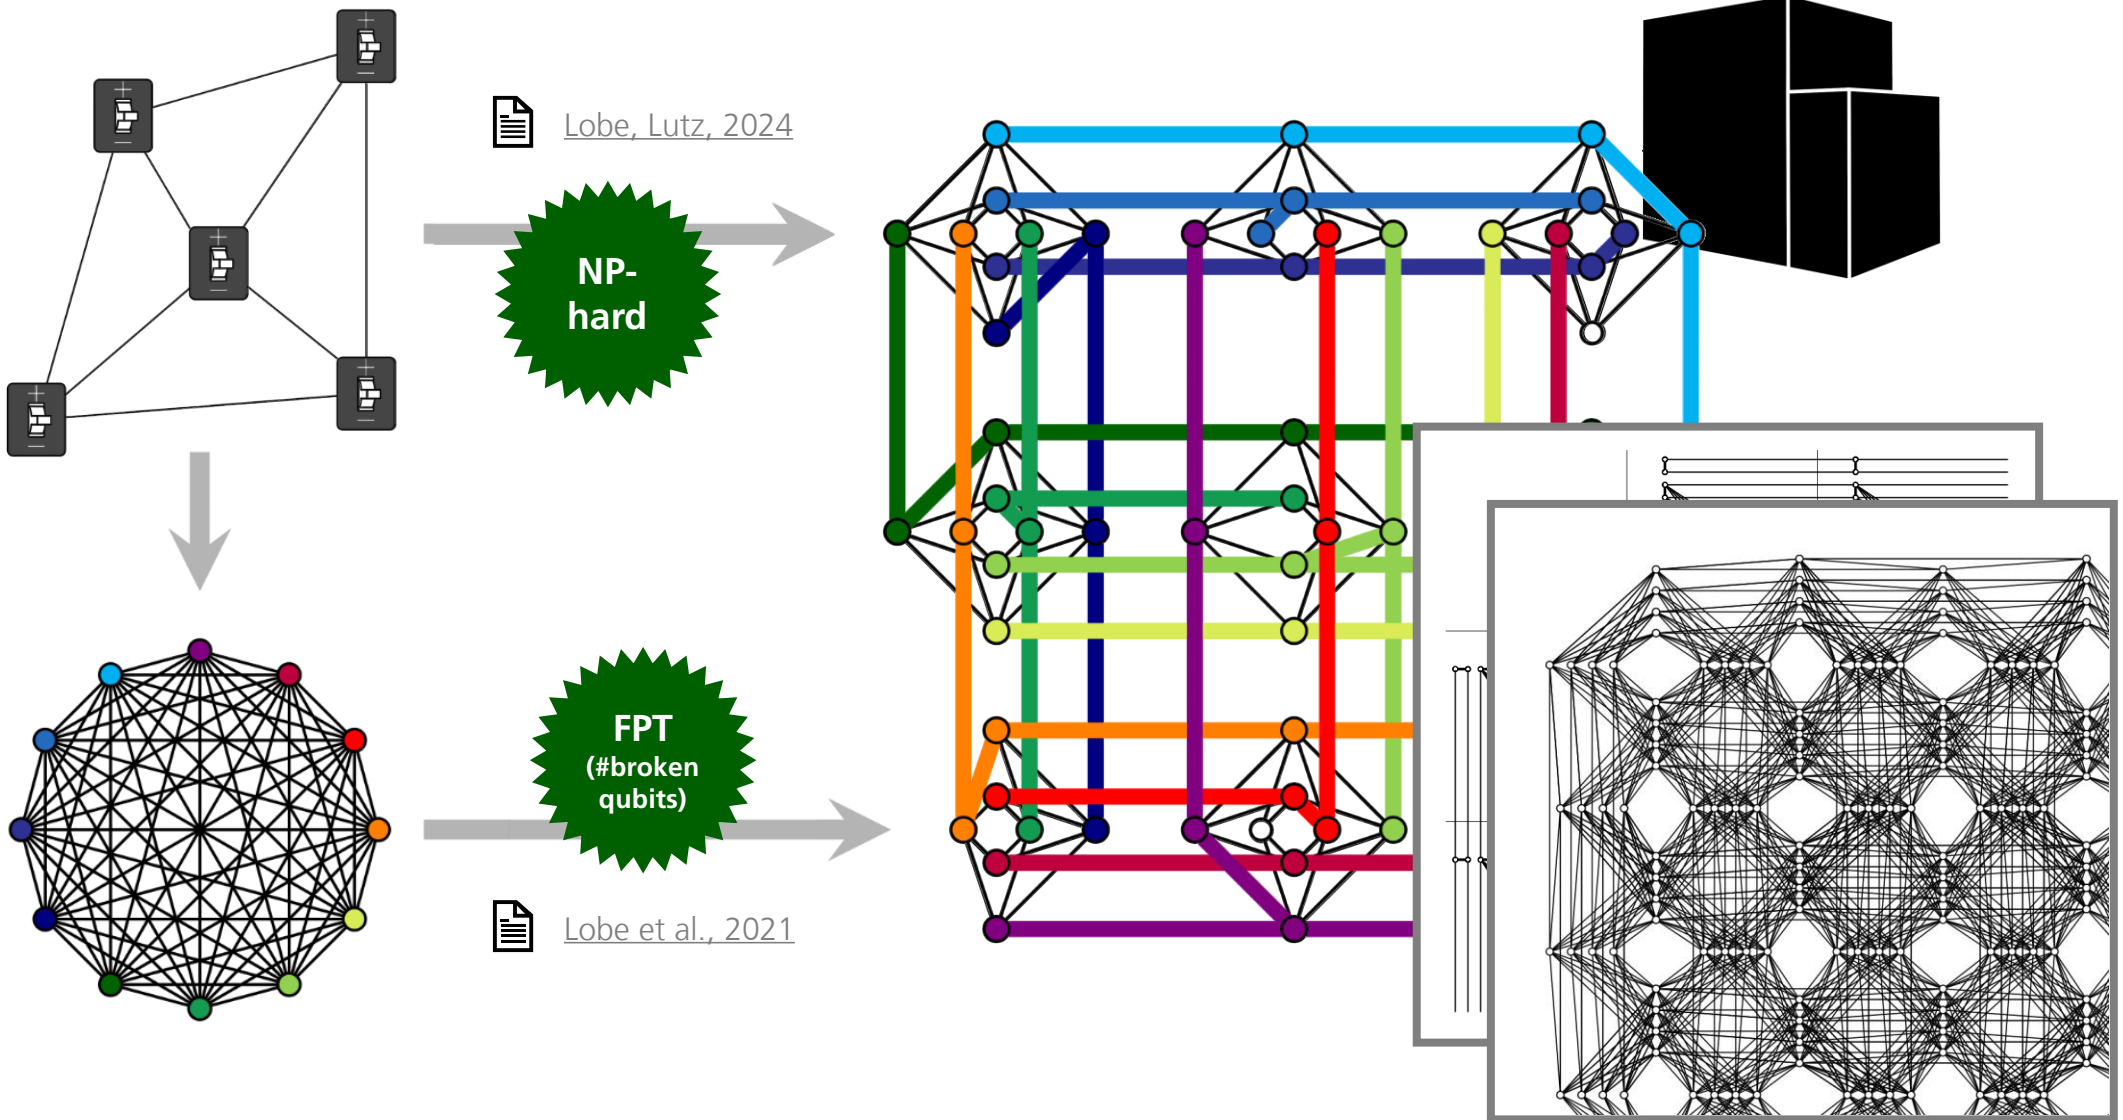 Lobe, Lutz, 2024
NP-
hard
FPT
(#broken
qubits)
Lobe et al., 2021